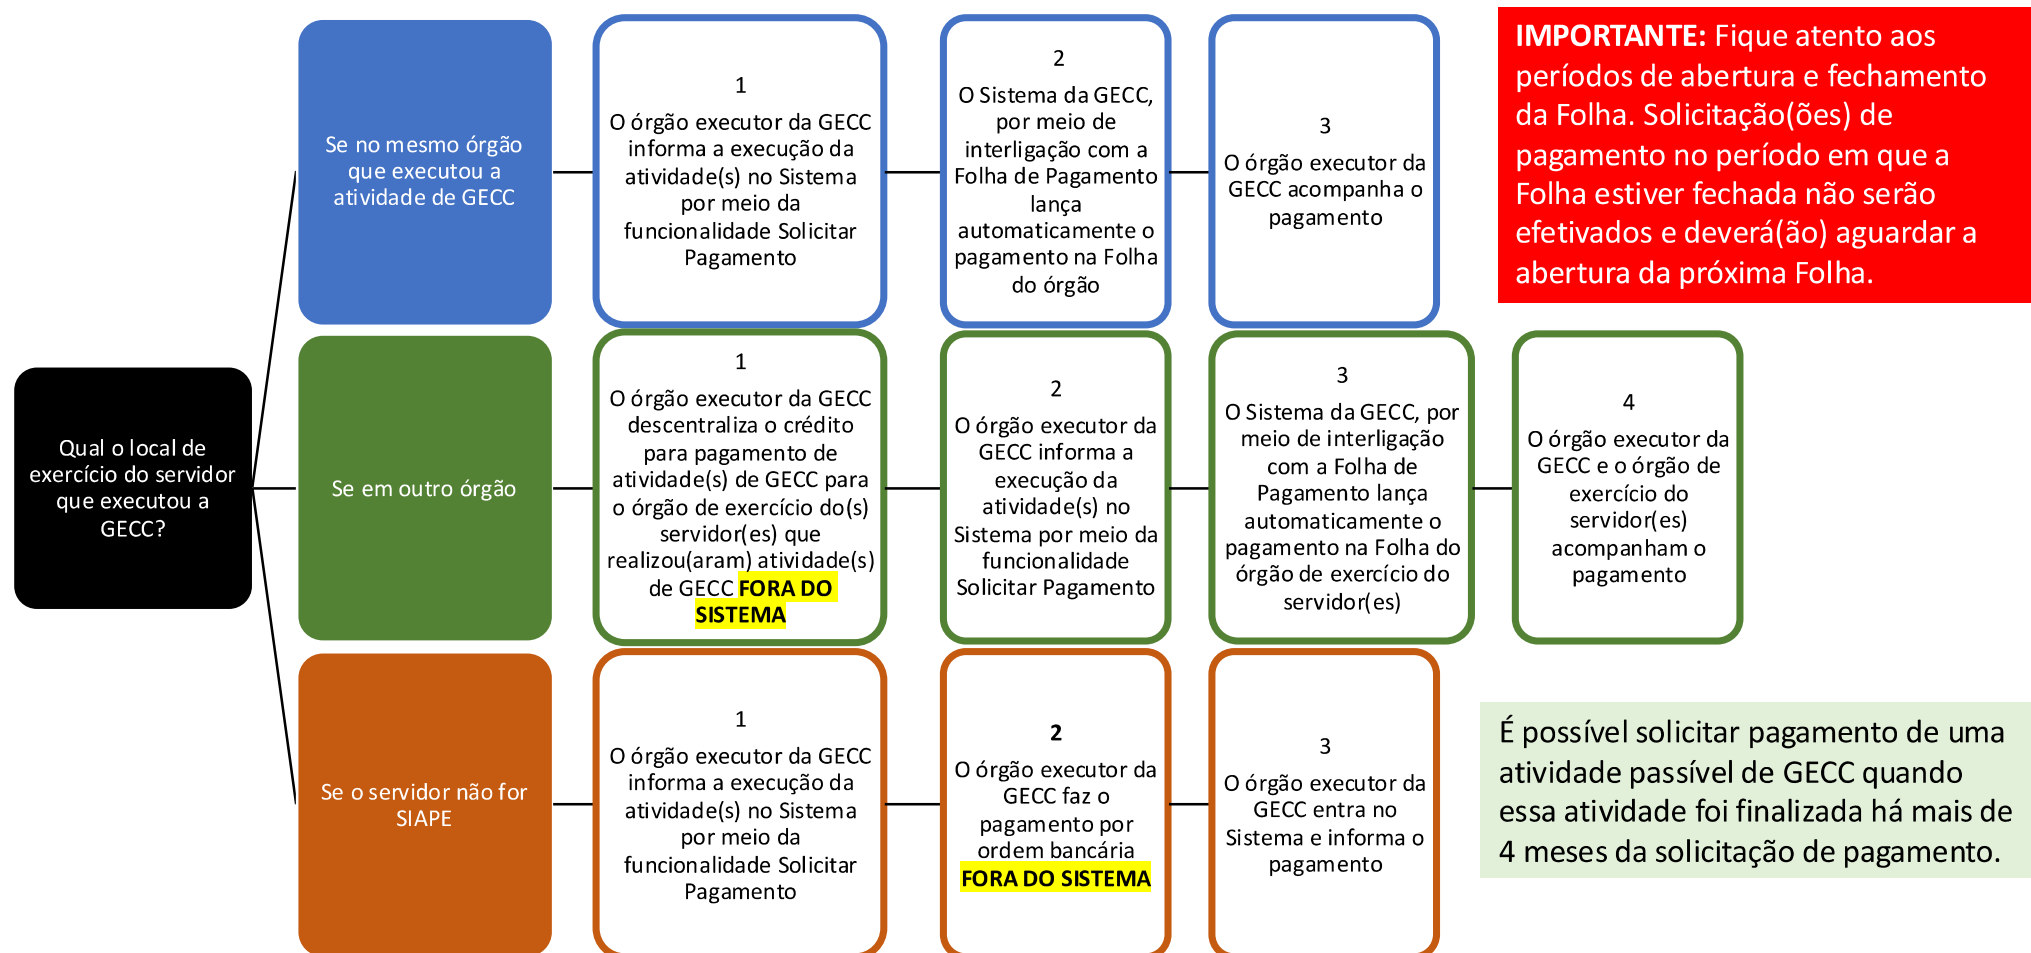 Qual o local de
exercício do servidor
que executou a
GECC?
Se no mesmo órgão
que executou a
atividade de GECC
1
O órgão executor da GECC
informa a execução da
atividade(s) no Sistema
por meio da
funcionalidade Solicitar
Pagamento
2
O Sistema da GECC,
por meio de
interligação com a
Folha de Pagamento
lança
automaticamente o
pagamento na Folha
do órgão
3
O órgão executor da
GECC acompanha o
pagamento
IMPORTANTE: Fique atento aos
períodos de abertura e fechamento
da Folha. Solicitação(ões) de
pagamento no período em que a
Folha estiver fechada não serão
efetivados e deverá(ão) aguardar a
abertura da próxima Folha.
Se em outro órgão
1
O órgão executor da GECC
descentraliza o crédito
para pagamento de
atividade(s) de GECC para
o órgão de exercício do(s)
servidor(es) que
realizou(aram) atividade(s)
de GECC FORA DO
SISTEMA
2
O órgão executor da
GECC informa a
execução da
atividade(s) no
Sistema por meio da
funcionalidade
Solicitar Pagamento
3
O Sistema da GECC, por
meio de interligação
com a Folha de
Pagamento lança
automaticamente o
pagamento na Folha do
órgão de exercício do
servidor(es)
4
O órgão executor da
GECC e o órgão de
exercício do
servidor(es)
acompanham o
pagamento
Se o servidor não for
SIAPE
1
O órgão executor da GECC
informa a execução da
atividade(s) no Sistema
por meio da
funcionalidade Solicitar
Pagamento
2
O órgão executor da
GECC faz o
pagamento por
ordem bancária
FORA DO SISTEMA
3
O órgão executor da
GECC entra no
Sistema e informa o
pagamento
É possível solicitar pagamento de uma
atividade passível de GECC quando
essa atividade foi finalizada há mais de
4 meses da solicitação de pagamento.